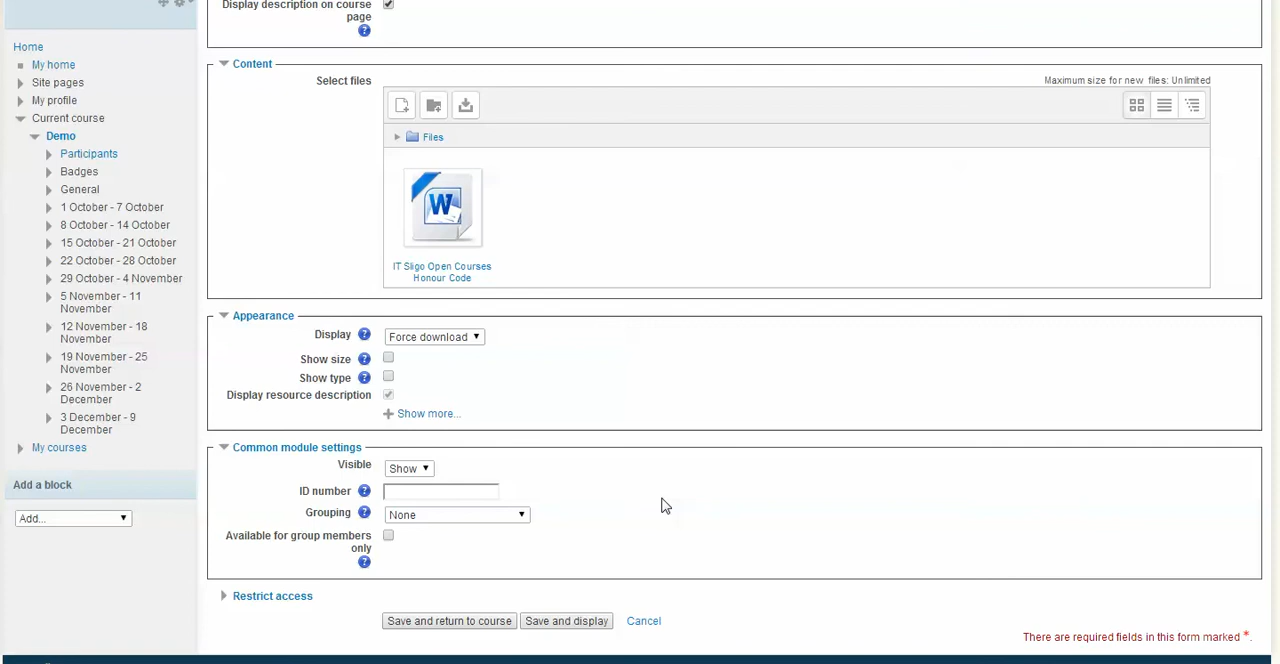 Display description on course
page
Home
My home
Site pages
My profile
Current course
Demo
Participants
Badges
General
1 October - 7 October
8 October - 14 October
15 October - 21 October
22 October - 28 October
29 October - 4 November
5 November - 11
November
12 November - 18
November
19 November - 25
November
26 November - 2
December
3 December - 9
December
My courses
Add a block
Add...
Content
Select files
Maximum size for new files: Unlimited
Files
W
IT Sligo Open Courses
Honour Code
Appearance
Display ? Force download
Show size ?
Show type ?
Display resource description
Show more...
Common module settings
Visible Show
ID number ?
Grouping ? None
Available for group members
only
?
Restrict access
Save and return to course Save and display Cancel
There are required fields in this form marked *.